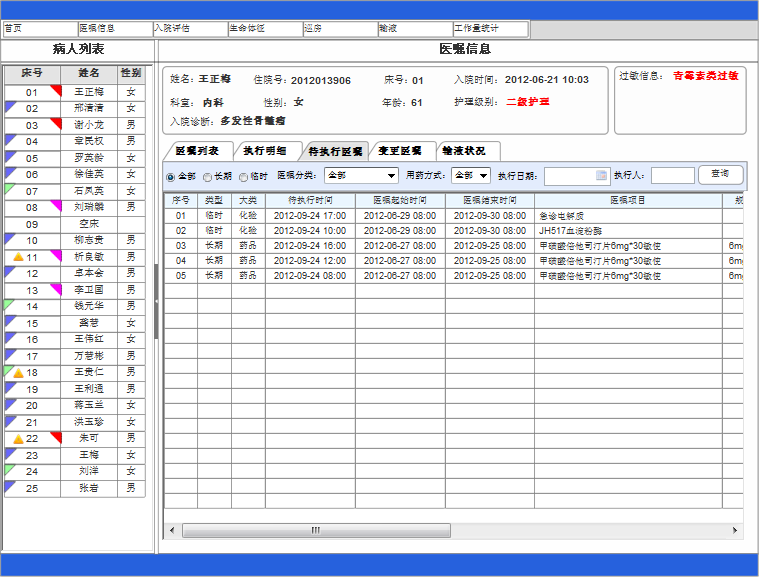 首页 医嘱信息 入院评估 生命体征 巡房 输液 工作量统计
病人列表 医嘱信息
床号 姓名 性别
01 王正梅 女
02 邢清清 女
03 谢小龙 男
04 章民权 男
05 罗英龄 女
06 徐佳英 女
07 石凤英 女
08 刘瑞麟 男
09 空床
10 柳志贵 男
11 析良敏 男
12 卓本会 男
13 李卫国 男
14 钱元华 男
15 龚慧 女
16 王伟红 女
17 万慧彬 男
18 王贵仁 男
19 王利通 男
20 蒋玉兰 女
21 洪玉珍 女
22 朱可 男
23 王梅 女
24 刘洋 女
25 张岩 男
姓名: 王正梅 住院号: 2012013906 床号: 01 入院时间: 2012-06-21 10:03
科室: 内科 性别: 女 年龄: 61 护理级别: 二级护理
入院诊断: 多发性骨髓瘤
过敏信息: 青霉素类过敏
医嘱列表 执行明细 待执行医嘱 变更医嘱 输液状况
全部 长期 临时 医嘱分类: 全部 用药方式: 全部 执行日期: 执行人: 查询
序号 类型 大类 待执行时间 医嘱起始时间 医嘱结束时间 医嘱项目
01 临时 化验 2012-09-24 17:00 2012-06-29 08:00 2012-09-30 08:00 急诊电解质
02 临时 化验 2012-09-24 10:00 2012-06-29 08:00 2012-09-30 08:00 JH517血淀粉酶
03 长期 药品 2012-09-24 16:00 2012-06-27 08:00 2012-09-25 08:00 甲磺酸倍他司汀片6mg*30敏使 6mg
04 长期 药品 2012-09-24 12:00 2012-06-27 08:00 2012-09-25 08:00 甲磺酸倍他司汀片6mg*30敏使 6mg
05 长期 药品 2012-09-24 08:00 2012-06-27 08:00 2012-09-25 08:00 甲磺酸倍他司汀片6mg*30敏使 6mg